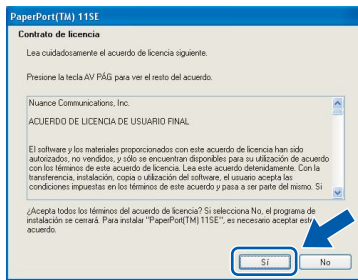 PaperPort(TM) 11SE
Contrato de licencia
Lea cuidadosamente el acuerdo de licencia siguiente.
Presione la tecla AV PÁG para ver el resto del acuerdo.
Nuance Communications, Inc.
ACUERDO DE LICENCIA DE USUARIO FINAL
El software y los materiales proporcionados con este acuerdo de licencia han sido
autorizados, no vendidos, y sólo se encuentran disponibles para su utilización de acuerdo
con los términos de este acuerdo de licencia. Lea este acuerdo detenidamente. Con la
transferencia, instalación, copia o utilización del software, el usuario acepta las
condiciones impuestas en los términos de este acuerdo y pasa a ser parte del mismo. Si
¿Acepta todos los términos del acuerdo de licencia? Si selecciona No, el programa de
instalación se cerrará. Para instalar "PaperPort(TM) 11SE", es necesario aceptar este
acuerdo.
Sí
No